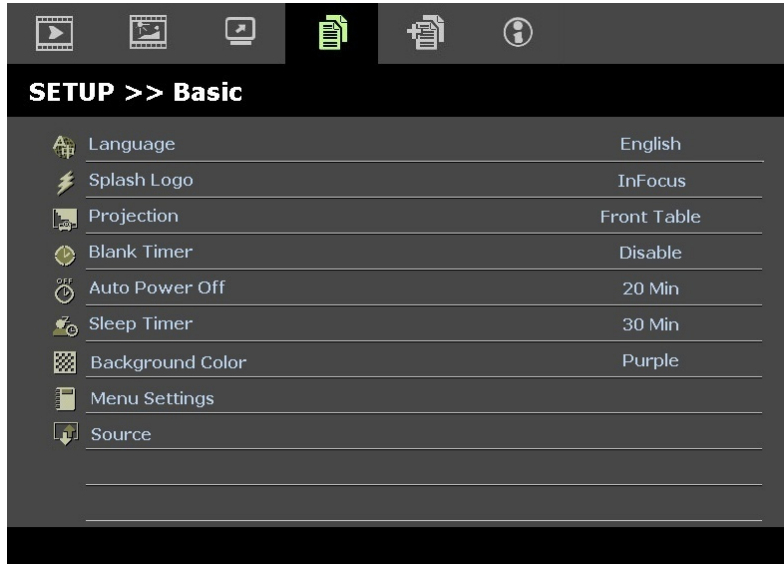 SETUP >> Basic
Language English
Splash Logo InFocus
Projection Front Table
Blank Timer Disable
OFF
Auto Power Off 20 Min
Sleep Timer 30 Min
Background Color Purple
Menu Settings
Source